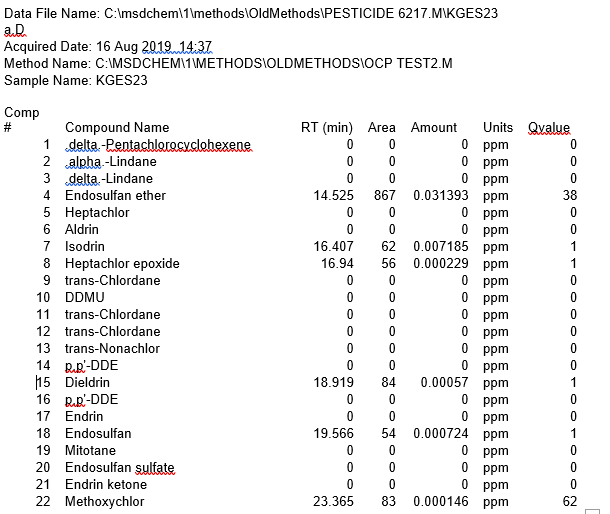 Data File Name: C:\msdchem\1\methods\OldMethods\PESTICIDE 6217.M\KGES23
a.D
Acquired Date: 16 Aug 2019  14:37
Method Name: C:\MSDCHEM\1\METHODS\OLDMETHODS\OCP TEST2.M
Sample Name: KGES23
Comp
# Compound Name RT (min) Area Amount Units Qvalue
1 .delta.-Pentachlorocyclohexene 0 0 0 ppm 0
2 .alpha.-Lindane 0 0 0 ppm 0
3 .delta.-Lindane 0 0 0 ppm 0
4 Endosulfan ether 14.525 867 0.031393 ppm 38
5 Heptachlor 0 0 0 ppm 0
6 Aldrin 0 0 0 ppm 0
7 Isodrin 16.407 62 0.007185 ppm 1
8 Heptachlor epoxide 16.94 56 0.000229 ppm 1
9 trans-Chlordane 0 0 0 ppm 0
10 DDMU 0 0 0 ppm 0
11 trans-Chlordane 0 0 0 ppm 0
12 trans-Chlordane 0 0 0 ppm 0
13 trans-Nonachlor 0 0 0 ppm 0
14 p,p'-DDE 0 0 0 ppm 0
15 Dieldrin 18.919 84 0.00057 ppm 1
16 p,p'-DDE 0 0 0 ppm 0
17 Endrin 0 0 0 ppm 0
18 Endosulfan 19.566 54 0.000724 ppm 1
19 Mitotane 0 0 0 ppm 0
20 Endosulfan sulfate 0 0 0 ppm 0
21 Endrin ketone 0 0 0 ppm 0
22 Methoxychlor 23.365 83 0.000146 ppm 62